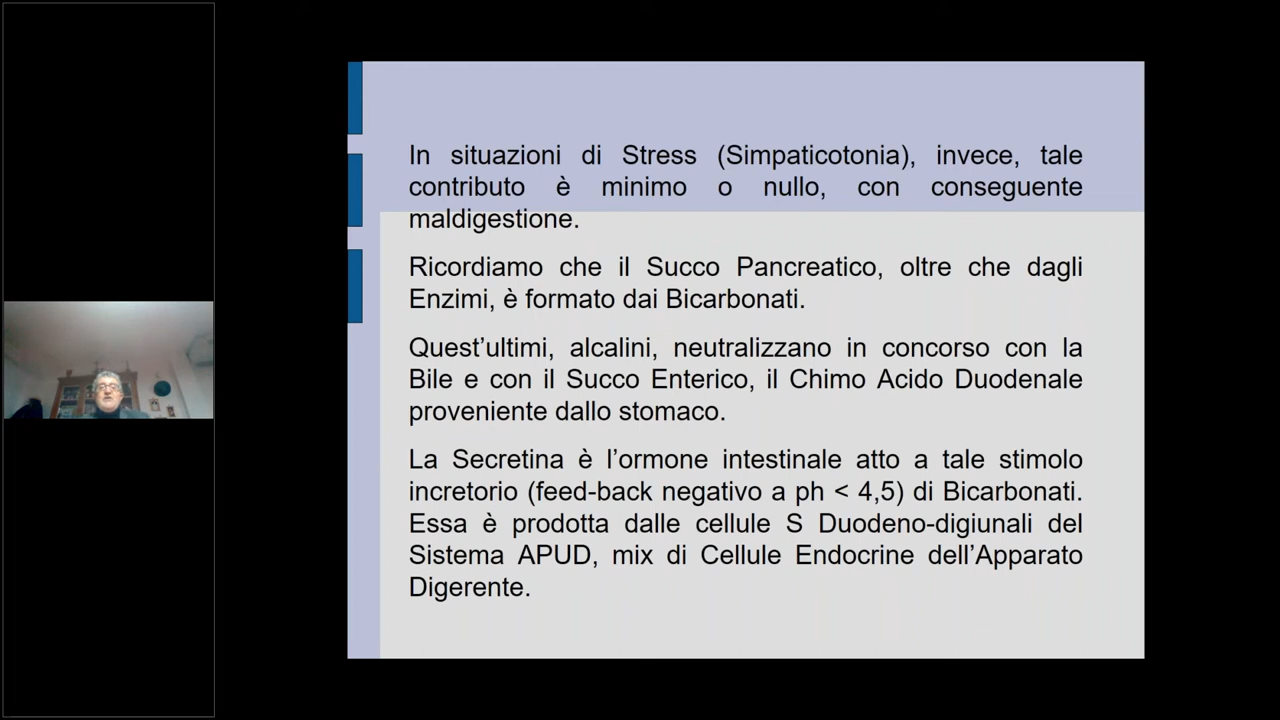 In situazioni di Stress (Simpaticotonia), invece, tale
contributo è minimo o nullo, con conseguente
maldigestione.
Ricordiamo che il Succo Pancreatico, oltre che dagli
Enzimi, è formato dai Bicarbonati.
Quest’ultimi, alcalini, neutralizzano in concorso con la
Bile e con il Succo Enterico, il Chimo Acido Duodenale
proveniente dallo stomaco.
La Secretina è l’ormone intestinale atto a tale stimolo
incretorio (feed-back negativo a ph < 4,5) di Bicarbonati.
Essa è prodotta dalle cellule S Duodeno-digiunali del
Sistema APUD, mix di Cellule Endocrine dell’Apparato
Digerente.